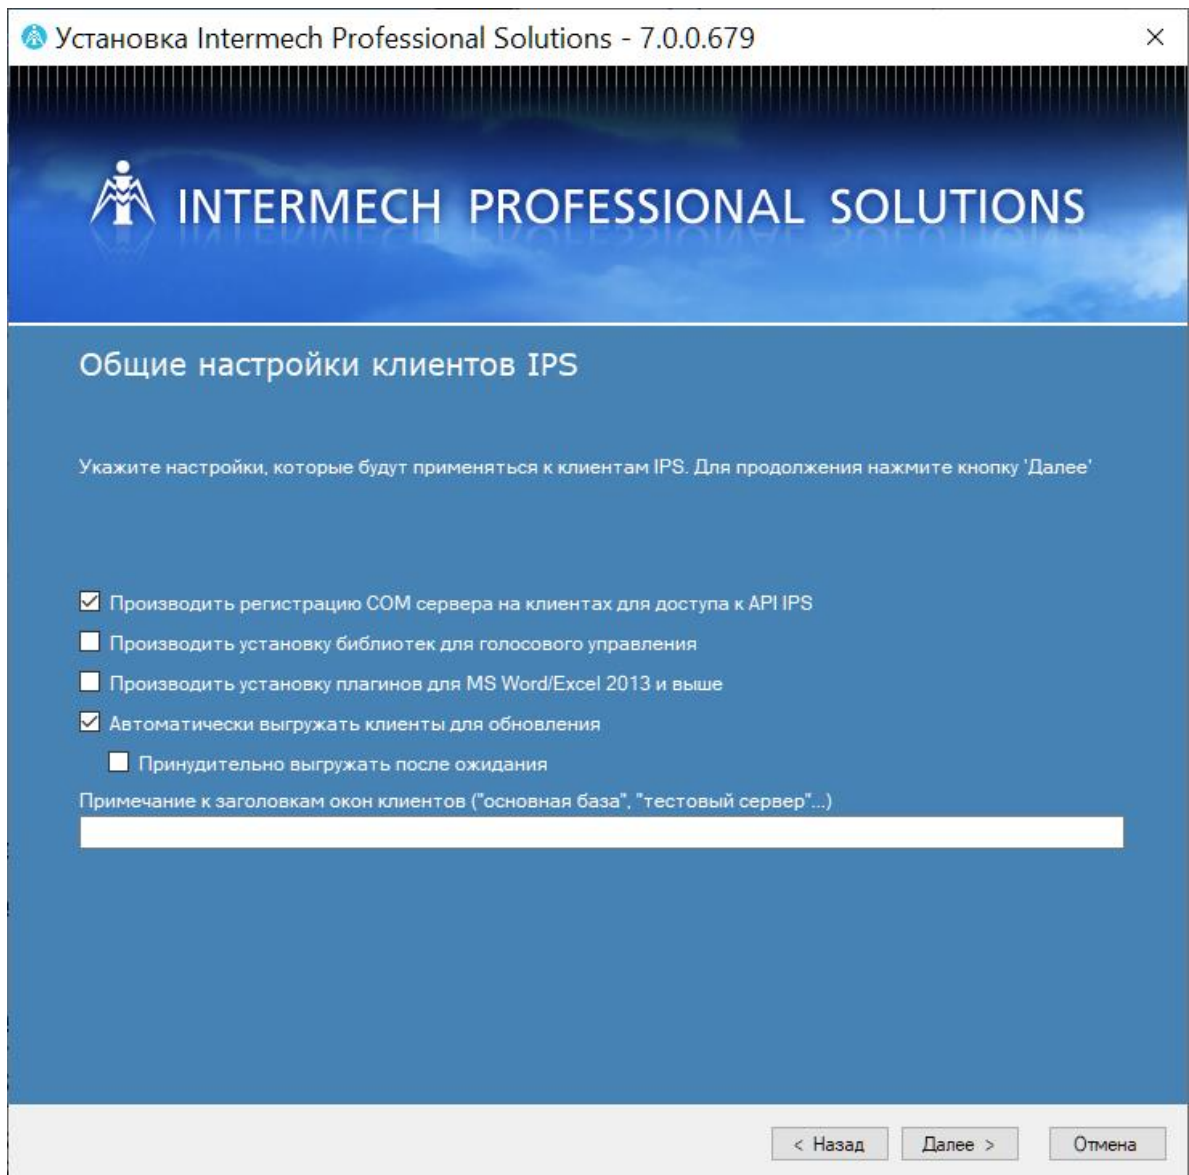 Установка Intermech Professional Solutions - 7.0.0.679
INTERMECH PROFESSIONAL SOLUTIONS
Общие настройки клиентов IPS
Укажите настройки, которые будут применяться к клиентам IPS. Для продолжения нажмите кнопку 'Далее'
Производить регистрацию COM сервера на клиентах для доступа к API IPS
Производить установку библиотек для голосового управления
Производить установку плагинов для MS Word/Excel 2013 и выше
Автоматически выгружать клиенты для обновления
Принудительно выгружать после ожидания
Примечание к заголовкам окон клиентов ("основная база", "тестовый сервер"...)
< Назад Далее > Отмена